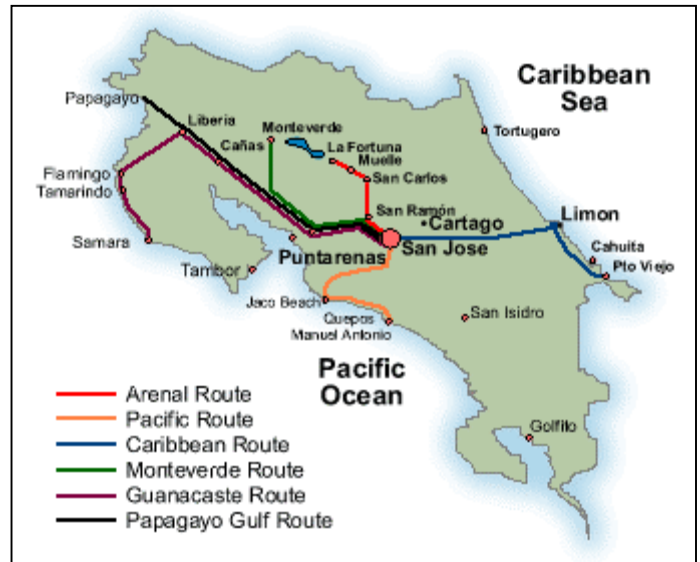 Caribbean
Sea
Papagayo
Liberia
Monteverde
Cañas
La Fortuna
Muelle
Tortugero
Flamingo
Tamarindo
San Carlos
San Ramón
Cartago
Limon
Samara
Puntarenas
San Jose
Cahuita
Pto Viejo
Tambor
Jaco Beach
Quepos
Manuel Antonio
San Isidro
Pacific
Ocean
Golfito
Arenal Route
Pacific Route
Caribbean Route
Monteverde Route
Guanacaste Route
Papagayo Gulf Route